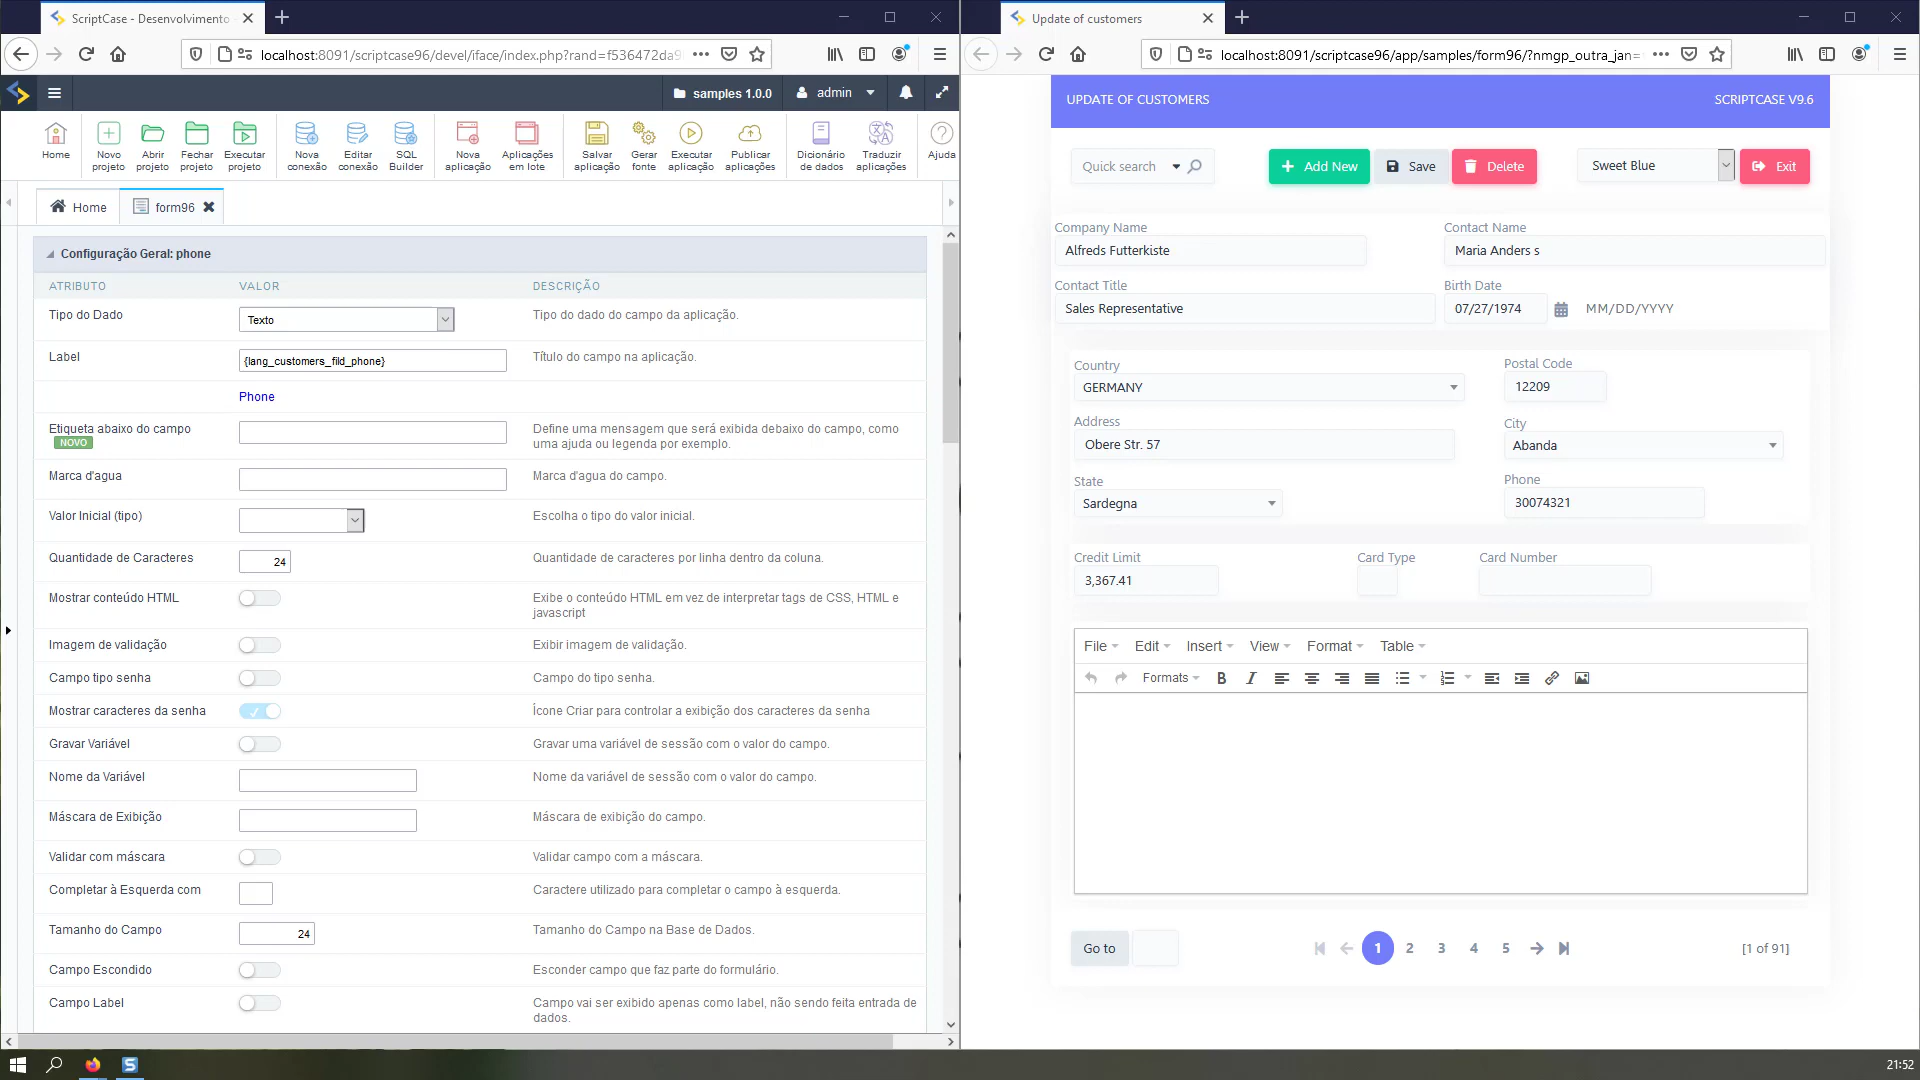 ScriptCase - Desenvolvimento
localhost:8091/scriptcase96/devel/iface/index.php?rand=f536472da9
samples 1.0.0
admin
Home
Novo projeto
Abrir projeto
Fechar projeto
Executar projeto
Nova conexão
Editar conexão
SQL Builder
Nova aplicação
Aplicações em lote
Salvar aplicação
Gerar fonte
Executar aplicação
Publicar aplicações
Dicionário de dados
Traduzir aplicações
Ajuda
Home
form96
Configuração Geral: phone
ATRIBUTO VALOR DESCRIÇÃO
Tipo do Dado Texto Tipo do dado do campo da aplicação.
Label {lang_customers_fild_phone} Título do campo na aplicação.
Phone
Etiqueta abaixo do campo Define uma mensagem que será exibida debaixo do campo, como
NOVO uma ajuda ou legenda por exemplo.
Marca d'agua Marca d'agua do campo.
Valor Inicial (tipo) Escolha o tipo do valor inicial.
Quantidade de Caracteres 24 Quantidade de caracteres por linha dentro da coluna.
Mostrar conteúdo HTML Exibe o conteúdo HTML em vez de interpretar tags de CSS, HTML e
javascript
Imagem de validação Exibir imagem de validação.
Campo tipo senha Campo do tipo senha.
Mostrar caracteres da senha Ícone Criar para controlar a exibição dos caracteres da senha
Gravar Variável Gravar uma variável de sessão com o valor do campo.
Nome da Variável Nome da variável de sessão com o valor do campo.
Máscara de Exibição Máscara de exibição do campo.
Validar com máscara Validar campo com a máscara.
Completar à Esquerda com Caractere utilizado para completar o campo à esquerda.
Tamanho do Campo 24 Tamanho do Campo na Base de Dados.
Campo Escondido Esconder campo que faz parte do formulário.
Campo Label Campo vai ser exibido apenas como label, não sendo feita entrada de
dados.
Update of customers
localhost:8091/scriptcase96/app/samples/form96/?nmgp_outra_jan=
UPDATE OF CUSTOMERS SCRIPTCASE V9.6
Quick search Add New Save Delete Sweet Blue Exit
Company Name Contact Name
Alfreds Futterkiste Maria Anders s
Contact Title Birth Date
Sales Representative 07/27/1974 MM/DD/YYYY
Country Postal Code
GERMANY 12209
Address City
Obere Str. 57 Abanda
State Phone
Sardegna 30074321
Credit Limit Card Type Card Number
3,367.41
File Edit Insert View Format Table
Formats B I
Go to 1 2 3 4 5 [1 of 91]
21:52